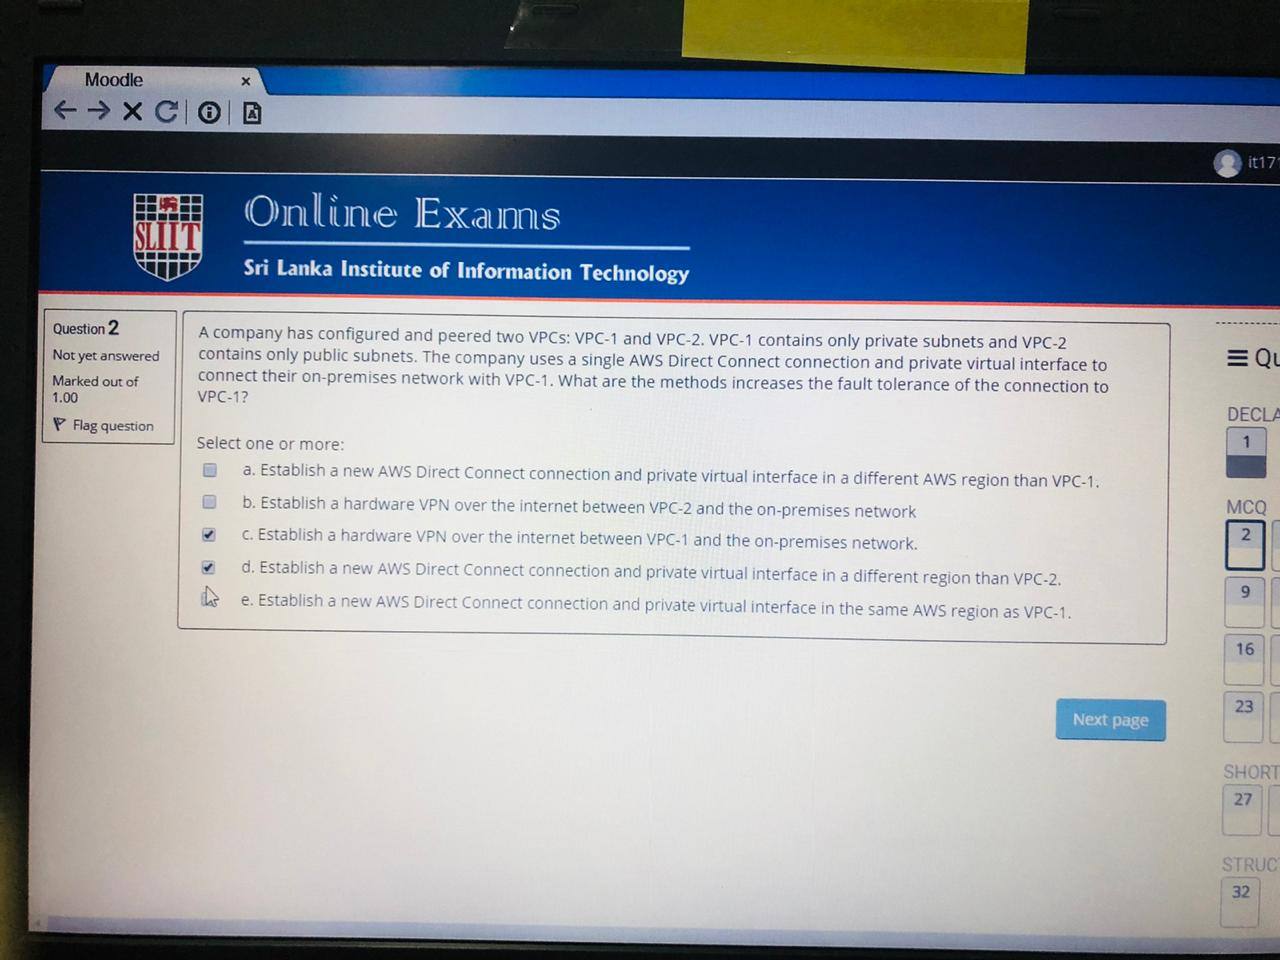 Moodle
it17
SLIIT
Online Exams
Sri Lanka Institute of Information Technology
Question 2
Not yet answered
Marked out of
1.00
Flag question
A company has configured and peered two VPCs: VPC-1 and VPC-2. VPC-1 contains only private subnets and VPC-2
contains only public subnets. The company uses a single AWS Direct Connect connection and private virtual interface to
connect their on-premises network with VPC-1. What are the methods increases the fault tolerance of the connection to
VPC-1?
Select one or more:
a. Establish a new AWS Direct Connect connection and private virtual interface in a different AWS region than VPC-1.
b. Establish a hardware VPN over the internet between VPC-2 and the on-premises network
c. Establish a hardware VPN over the internet between VPC-1 and the on-premises network.
d. Establish a new AWS Direct Connect connection and private virtual interface in a different region than VPC-2.
e. Establish a new AWS Direct Connect connection and private virtual interface in the same AWS region as VPC-1.
Next page
Qu
DECLA
1
MCQ
2
9
16
23
SHORT
27
STRUC
32